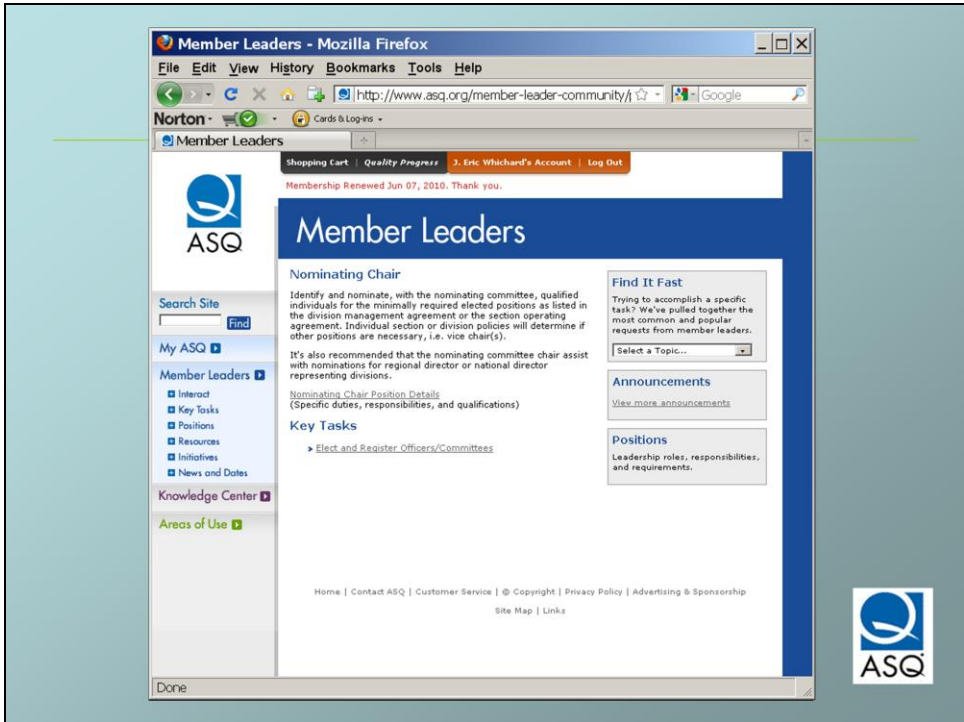 Member Leaders - Mozilla Firefox
File Edit View History Bookmarks Tools Help
http://www.asq.org/member-leader-community/ Google
Norton - Cards & Log-ins
Member Leaders
Shopping Cart | Quality Progress J. Eric Whichard's Account | Log Out
Membership Renewed Jun 07, 2010. Thank you.
ASQ
Member Leaders
Search Site
Find
My ASQ
Member Leaders
Interact
Key Tasks
Positions
Resources
Initiatives
News and Dates
Knowledge Center
Areas of Use
Nominating Chair
Identify and nominate, with the nominating committee, qualified
individuals for the minimally required elected positions as listed in
the division management agreement or the section operating
agreement. Individual section or division policies will determine if
other positions are necessary, i.e. vice chair(s).
It's also recommended that the nominating committee chair assist
with nominations for regional director or national director
representing divisions.
Nominating Chair Position Details
(Specific duties, responsibilities, and qualifications)
Key Tasks
Elect and Register Officers/Committees
Find It Fast
Trying to accomplish a specific
task? We've pulled together the
most common and popular
requests from member leaders.
Select a Topic...
Announcements
View more announcements
Positions
Leadership roles, responsibilities,
and requirements.
Home | Contact ASQ | Customer Service | © Copyright | Privacy Policy | Advertising & Sponsorship
Site Map | Links
Done
ASQ